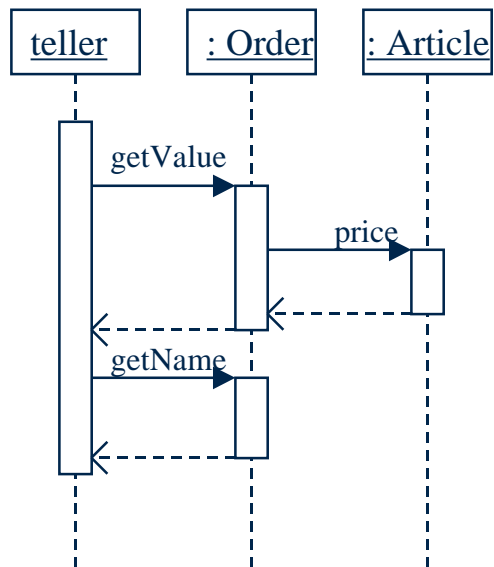 teller
: Order
: Article
getValue
price
getName